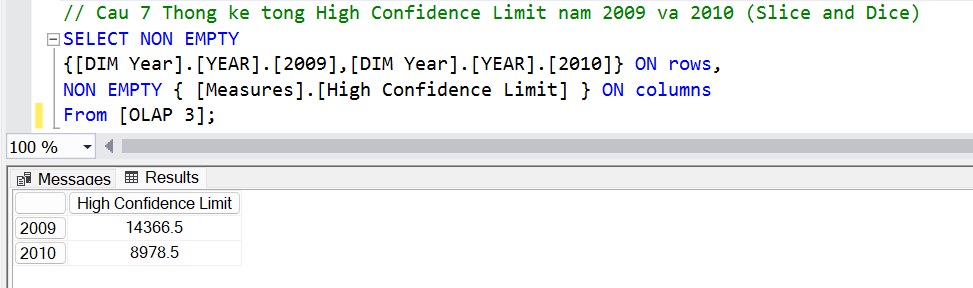 // Cau 7 Thong ke tong High Confidence Limit nam 2009 va 2010 (Slice and Dice)
SELECT NON EMPTY
{[DIM Year].[YEAR].[2009],[DIM Year].[YEAR].[2010]} ON rows,
NON EMPTY { [Measures].[High Confidence Limit] } ON columns
From [OLAP 3];
100 %
Messages Results
High Confidence Limit
2009 14366.5
2010 8978.5